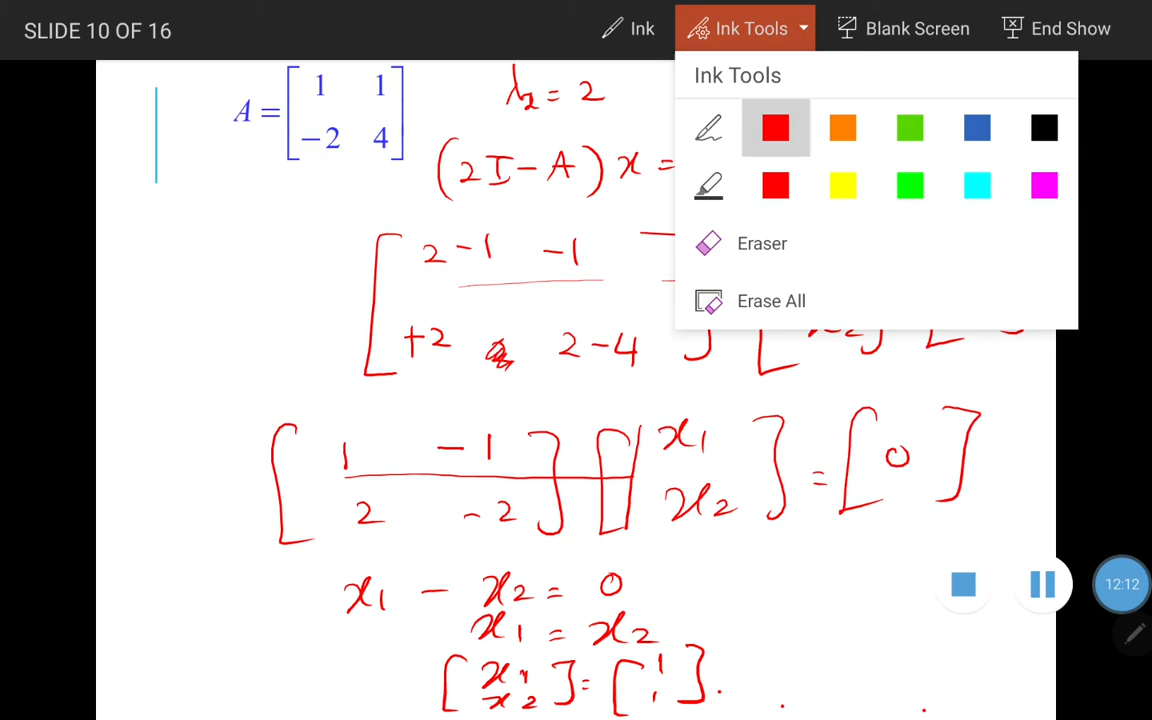 SLIDE 10 OF 16 Ink Ink Tools Blank Screen End Show
Ink Tools
Eraser
Erase All
A = [1 1
-2 4]
λ2 = 2
(2I - A) x =
[2-1 -1
+2 2-4] [x2] [0
[1 -1
2 -2] [x1
x2] = [0]
x1 - x2 = 0
x1 = x2
[x1
x2] = [1
1].
12:12